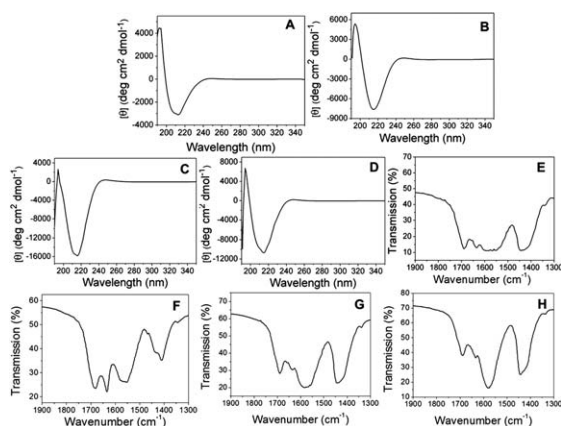 A
[θ] (deg cm2 dmol-1)
4000
2000
0
-2000
-4000
200 220 240 260 280 300 320 340
Wavelength (nm)
B
[θ] (deg cm2 dmol-1)
6000
3000
0
-3000
-6000
-9000
200 220 240 260 280 300 320 340
Wavelength (nm)
C
[θ] (deg cm2 dmol-1)
4000
0
-4000
-8000
-12000
-16000
200 220 240 260 280 300 320 340
Wavelength (nm)
D
[θ] (deg cm2 dmol-1)
8000
4000
0
-4000
-8000
-12000
200 220 240 260 280 300 320 340
Wavelength (nm)
E
Transmission (%)
70
60
50
40
30
20
10
0
1900 1800 1700 1600 1500 1400 1300
Wavenumber (cm-1)
F
Transmission (%)
60
50
40
30
20
1900 1800 1700 1600 1500 1400 1300
Wavenumber (cm-1)
G
Transmission (%)
70
60
50
40
30
20
10
1900 1800 1700 1600 1500 1400 1300
Wavenumber (cm-1)
H
Transmission (%)
80
70
60
50
40
30
20
10
1900 1800 1700 1600 1500 1400 1300
Wavenumber (cm-1)